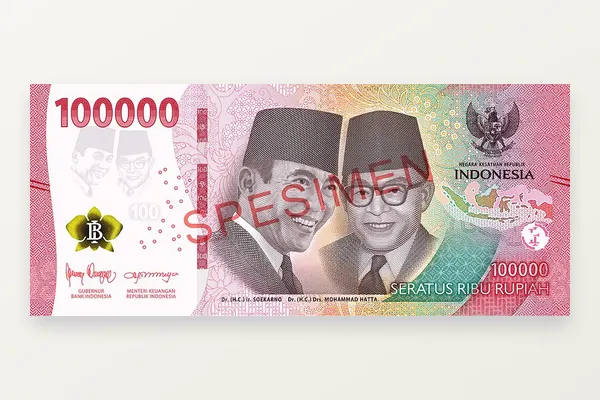 100000
SPECIMEN
NEGARA KESATUAN REPUBLIK
INDONESIA
100
GUBERNUR
BANK INDONESIA
MENTERI KEUANGAN
REPUBLIK INDONESIA
Dr. (H.C.) Ir. SOEKARNO
Dr. (H.C.) Drs. MOHAMMAD HATTA
100000
SERATUS RIBU RUPIAH